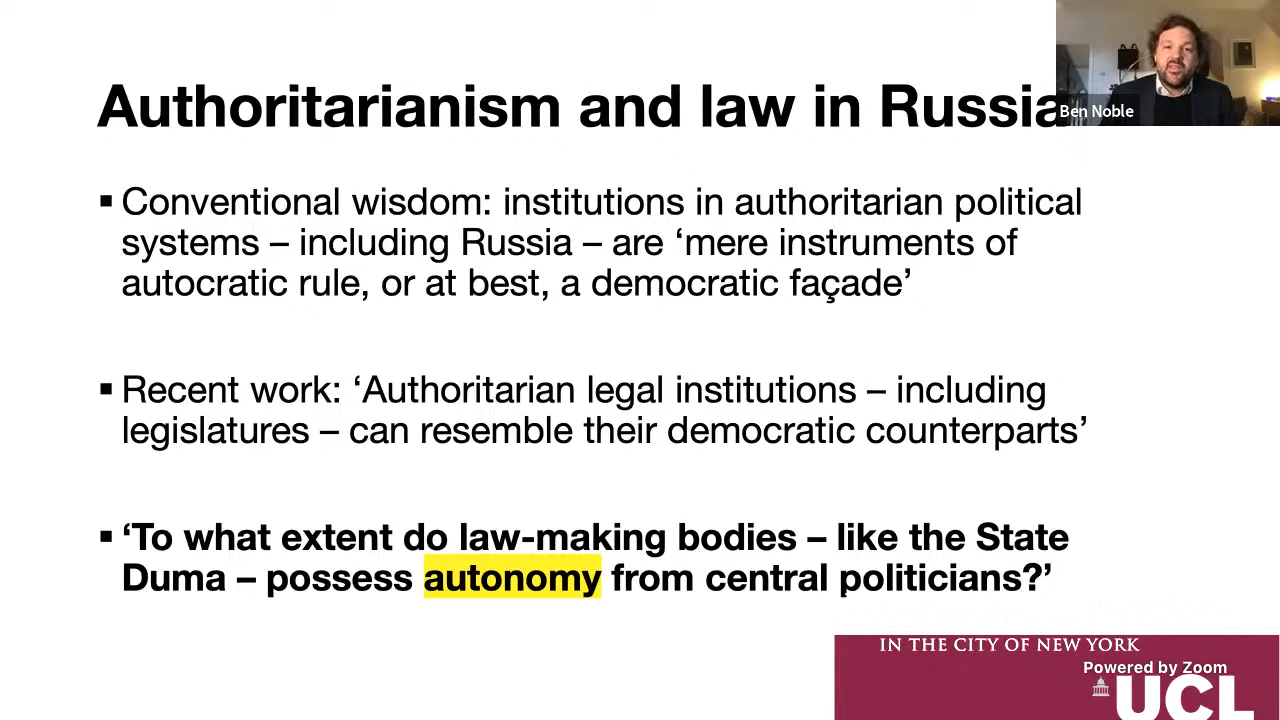 Authoritarianism and law in Russia
Ben Noble
▪ Conventional wisdom: institutions in authoritarian political
systems – including Russia – are ‘mere instruments of
autocratic rule, or at best, a democratic façade’
▪ Recent work: ‘Authoritarian legal institutions – including
legislatures – can resemble their democratic counterparts’
▪ ‘To what extent do law-making bodies – like the State
Duma – possess autonomy from central politicians?’
IN THE CITY OF NEW YORK
Powered by Zoom
UCL